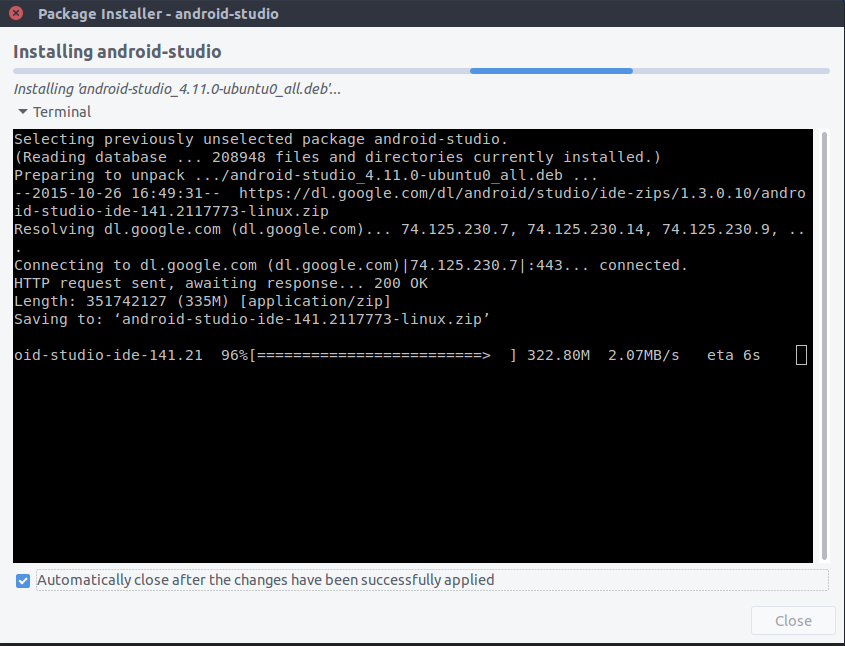 Package Installer - android-studio
Installing android-studio
Installing 'android-studio_4.11.0-ubuntu0_all.deb'...
Terminal
Selecting previously unselected package android-studio.
(Reading database ... 208948 files and directories currently installed.)
Preparing to unpack .../android-studio_4.11.0-ubuntu0_all.deb ...
--2015-10-26 16:49:31--  https://dl.google.com/dl/android/studio/ide-zips/1.3.0.10/andro
id-studio-ide-141.2117773-linux.zip
Resolving dl.google.com (dl.google.com)... 74.125.230.7, 74.125.230.14, 74.125.230.9, ..
.
Connecting to dl.google.com (dl.google.com)|74.125.230.7|:443... connected.
HTTP request sent, awaiting response... 200 OK
Length: 351742127 (335M) [application/zip]
Saving to: ‘android-studio-ide-141.2117773-linux.zip’
oid-studio-ide-141.21  96%[=========================>  ] 322.80M  2.07MB/s   eta 6s
Automatically close after the changes have been successfully applied
Close